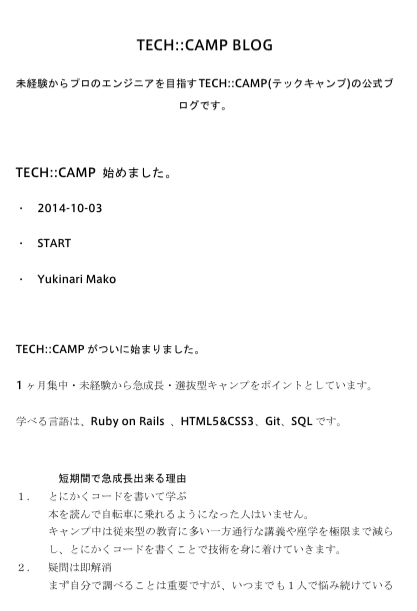 TECH::CAMP BLOG
未経験からプロのエンジニアを目指すTECH::CAMP(テックキャンプ)の公式ブ
ログです。
TECH::CAMP 始めました。
・ 2014-10-03
・ START
・ Yukinari Mako
TECH::CAMP がついに始まりました。
1 ヶ月集中・未経験から急成長・選抜型キャンプをポイントとしています。
学べる言語は、Ruby on Rails 、HTML5&CSS3、Git、SQL です。
短期間で急成長出来る理由
１． とにかくコードを書いて学ぶ
本を読んで自転車に乗れるようになった人はいません。
キャンプ中は従来型の教育に多い一方通行な講義や座学を極限まで減ら
し、とにかくコードを書くことで技術を身に着けていきます。
２． 疑問は即解消
まず自分で調べることは重要ですが、いつまでも１人で悩み続けている